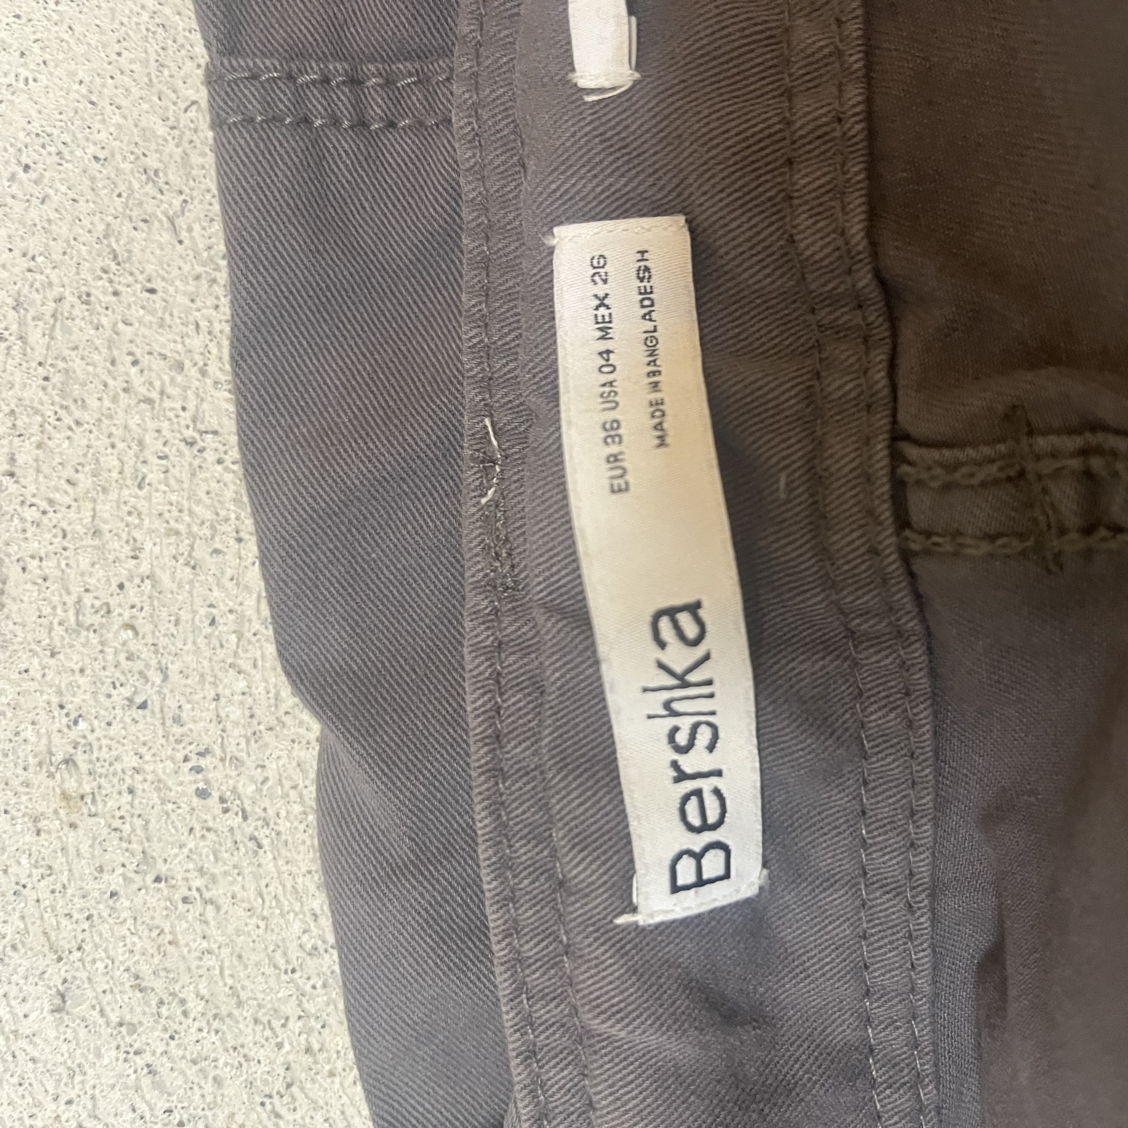 Bershka
EUR 36 USA 04 MEX 26
MADE IN BANGLADESH